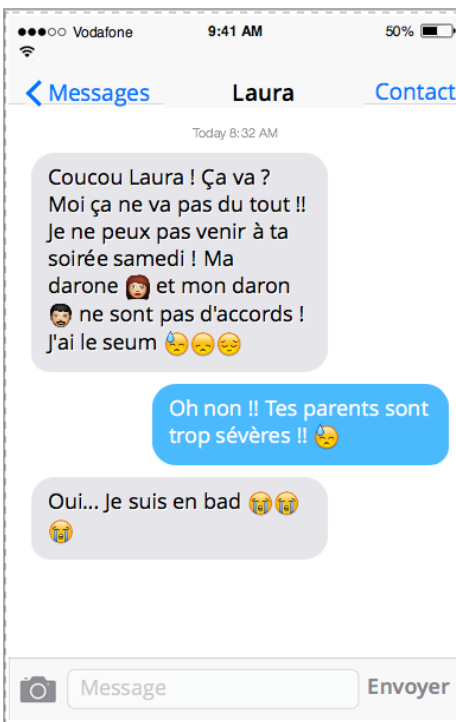 ●●●○○ Vodafone 9:41 AM 50%
Messages Laura Contact
Today 8:32 AM
Coucou Laura ! Ça va ?
Moi ça ne va pas du tout !!
Je ne peux pas venir à ta
soirée samedi ! Ma
darone 👩 et mon daron
👨 ne sont pas d'accords !
J'ai le seum 😓😞😔
Oh non !! Tes parents sont
trop sévères !! 😓
Oui... Je suis en bad 😭😭
😭
Message Envoyer